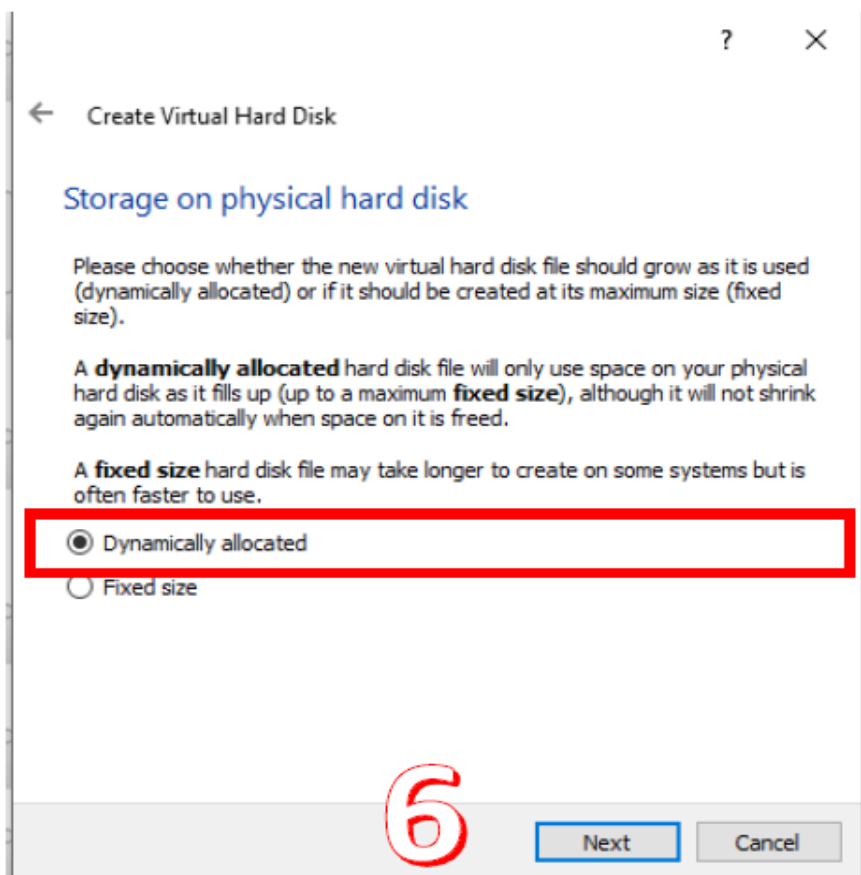 ?
Create Virtual Hard Disk
Storage on physical hard disk
Please choose whether the new virtual hard disk file should grow as it is used
(dynamically allocated) or if it should be created at its maximum size (fixed
size).
A dynamically allocated hard disk file will only use space on your physical
hard disk as it fills up (up to a maximum fixed size), although it will not shrink
again automatically when space on it is freed.
A fixed size hard disk file may take longer to create on some systems but is
often faster to use.
Dynamically allocated
Fixed size
6
Next Cancel